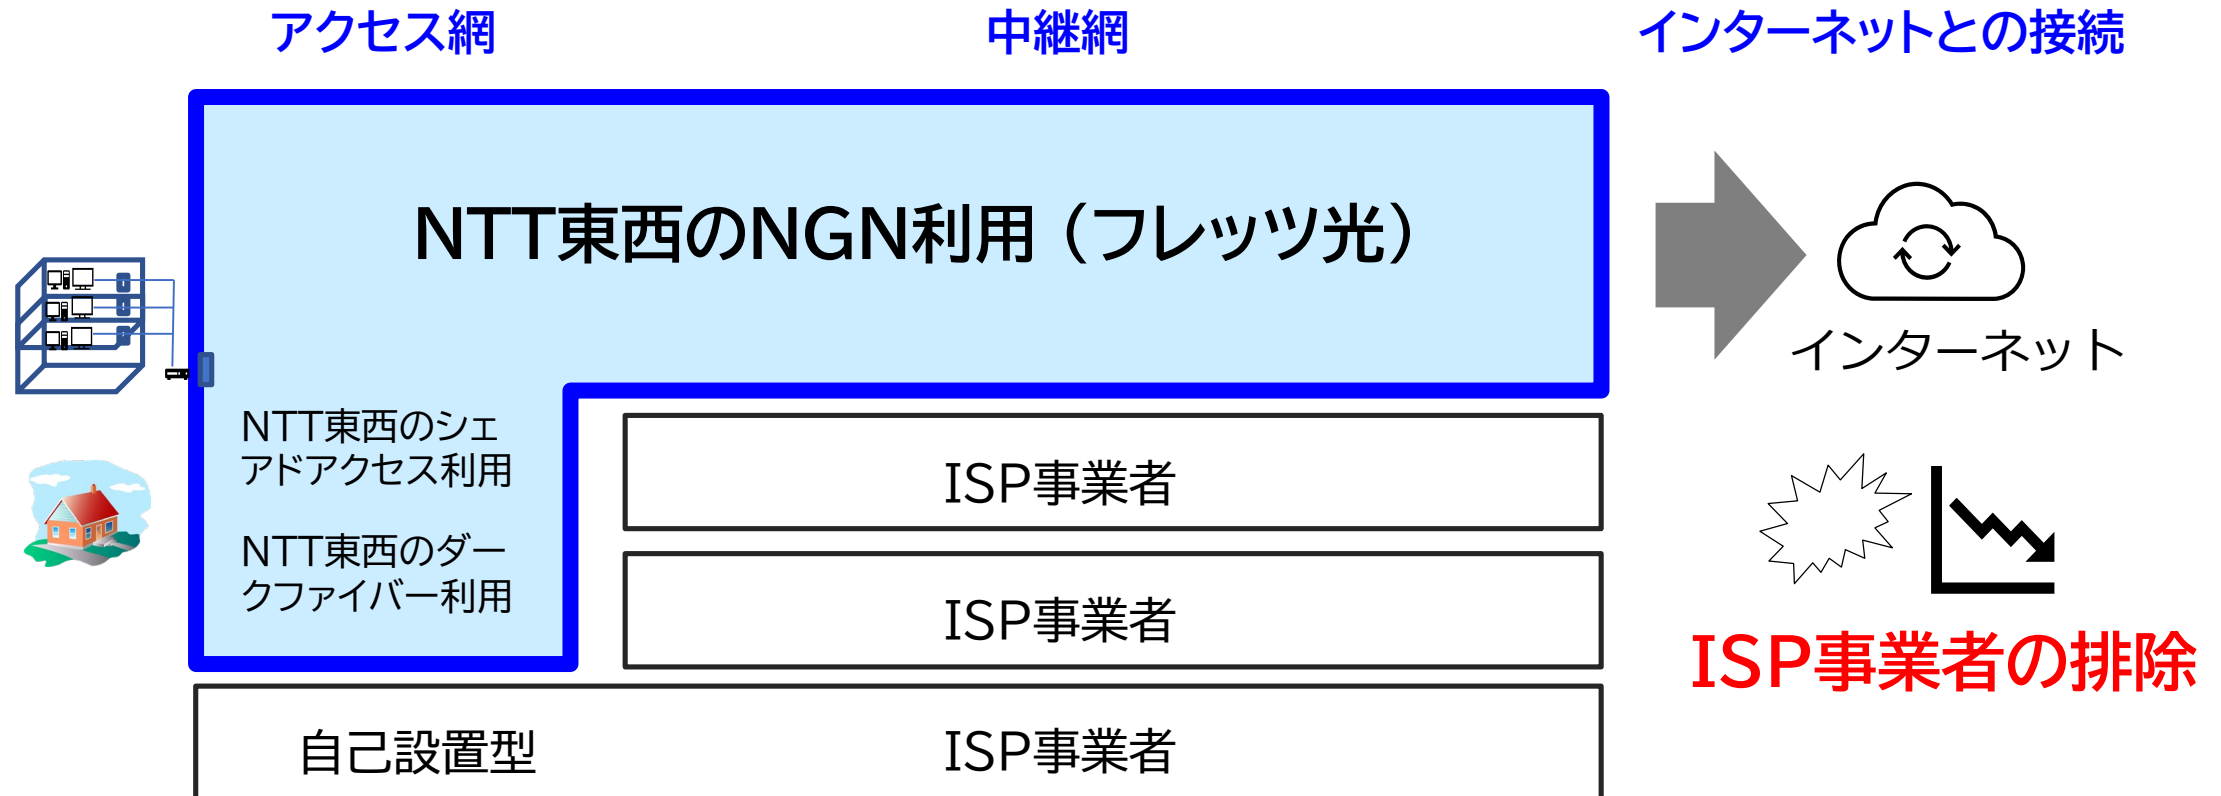 アクセス網
中継網
インターネットとの接続
NTT東西のNGN利用（フレッツ光）
インターネット
NTT東西のシェ
アドアクセス利用
ISP事業者
NTT東西のダー
クファイバー利用
ISP事業者
ISP事業者の排除
自己設置型
ISP事業者